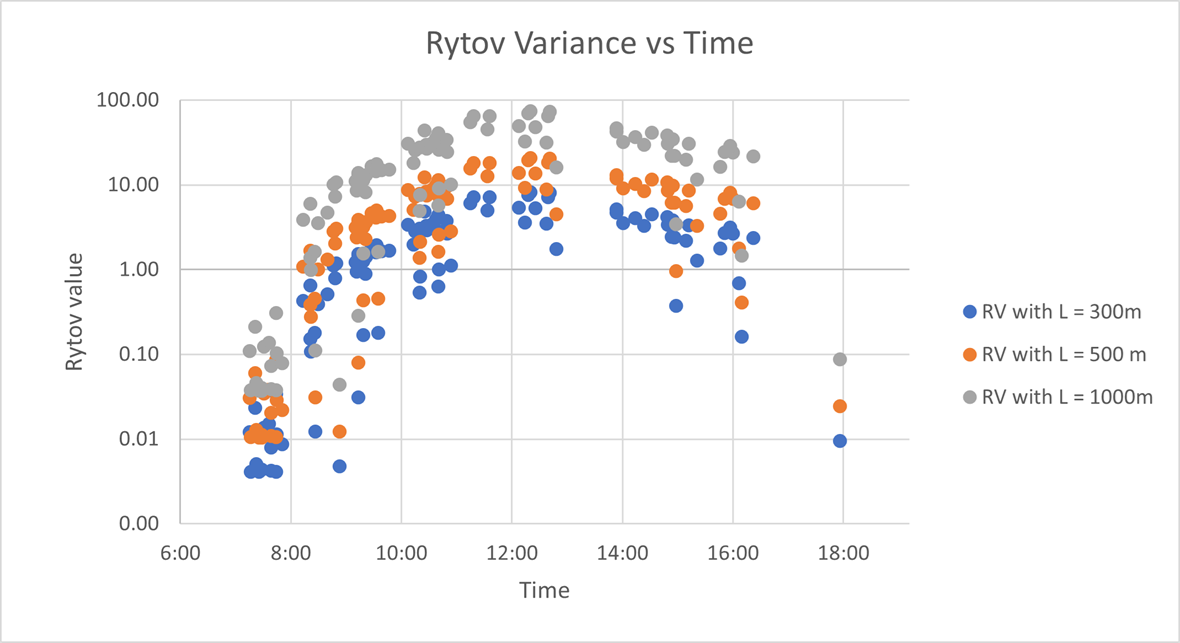 Rytov Variance vs Time
100.00
10.00
1.00
0.10
0.01
0.00
Rytov value
6:00 8:00 10:00 12:00 14:00 16:00 18:00
Time
RV with L = 300m
RV with L = 500 m
RV with L = 1000m